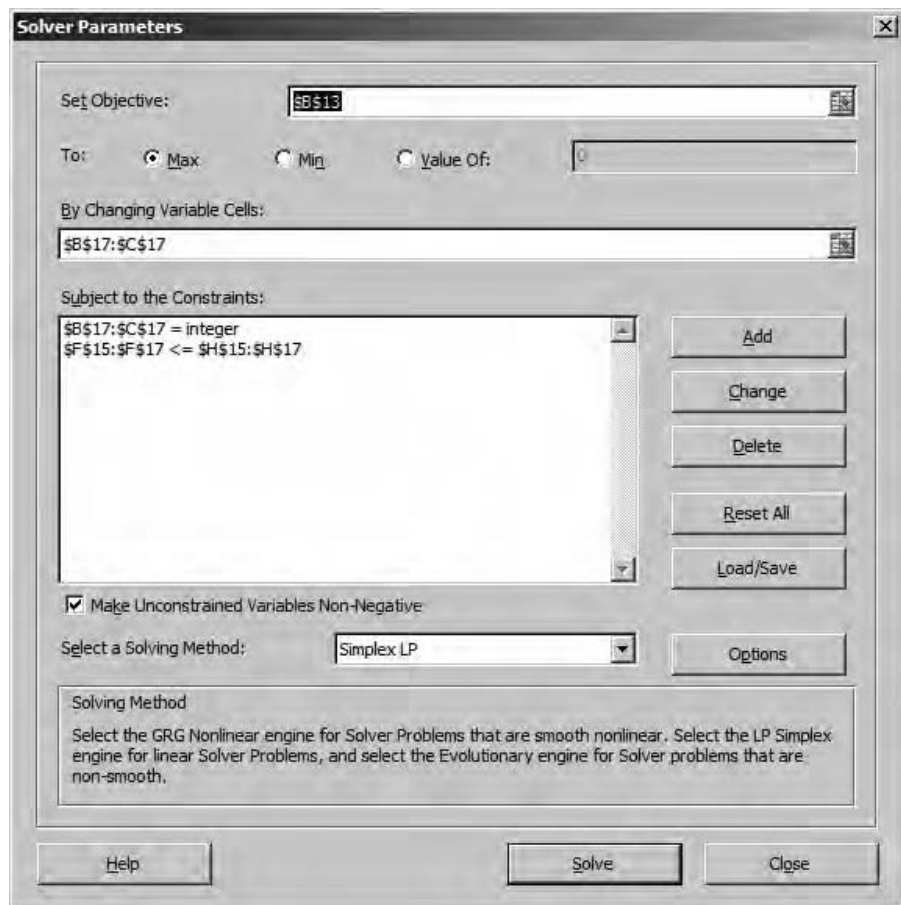 Solver Parameters
Set Objective:
$B$13
To:
Max
Min
Value Of:
0
By Changing Variable Cells:
$B$17:$C$17
Subject to the Constraints:
$B$17:$C$17 = integer
$F$15:$F$17 <= $H$15:$H$17
Add
Change
Delete
Reset All
Load/Save
Make Unconstrained Variables Non-Negative
Select a Solving Method:
Simplex LP
Options
Solving Method
Select the GRG Nonlinear engine for Solver Problems that are smooth nonlinear. Select the LP Simplex
engine for linear Solver Problems, and select the Evolutionary engine for Solver problems that are
non-smooth.
Help
Solve
Close